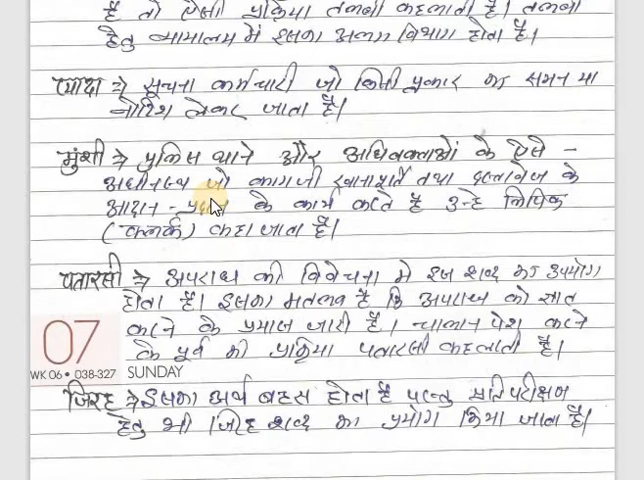 है तो ऐसी प्रक्रिया तलबी कहलाती है। तलबी
हेतु न्यायालय में इसका अलग विभाग होता है।
प्यादा → सूचना कर्मचारी जो किसी प्रकार का समन या
नोटिस लेकर जाता है।
मुंशी → पुलिस थाने और अधिवक्ताओं के ऐसे -
अधीनस्थ जो कागजी खानापूर्ति तथा दस्तावेज के
आदान - प्रदान के कार्य करते है उन्हे लिपिक
(क्लर्क) कहा जाता है।
पतारसी → अपराध की विवेचना मे इस शब्द का उपयोग
होता है। इसका मतलब है कि अपराध को ज्ञात
करने के प्रयास जारी है। चालान पेश करने
के पूर्व की प्रक्रिया पतारसी कहलाती है।
07
WK 06 • 038-327 SUNDAY
जिरह → इसका अर्थ बहस होता है परन्तु प्रतिपरीक्षण
हेतु भी जिरह शब्द का प्रयोग किया जाता है।